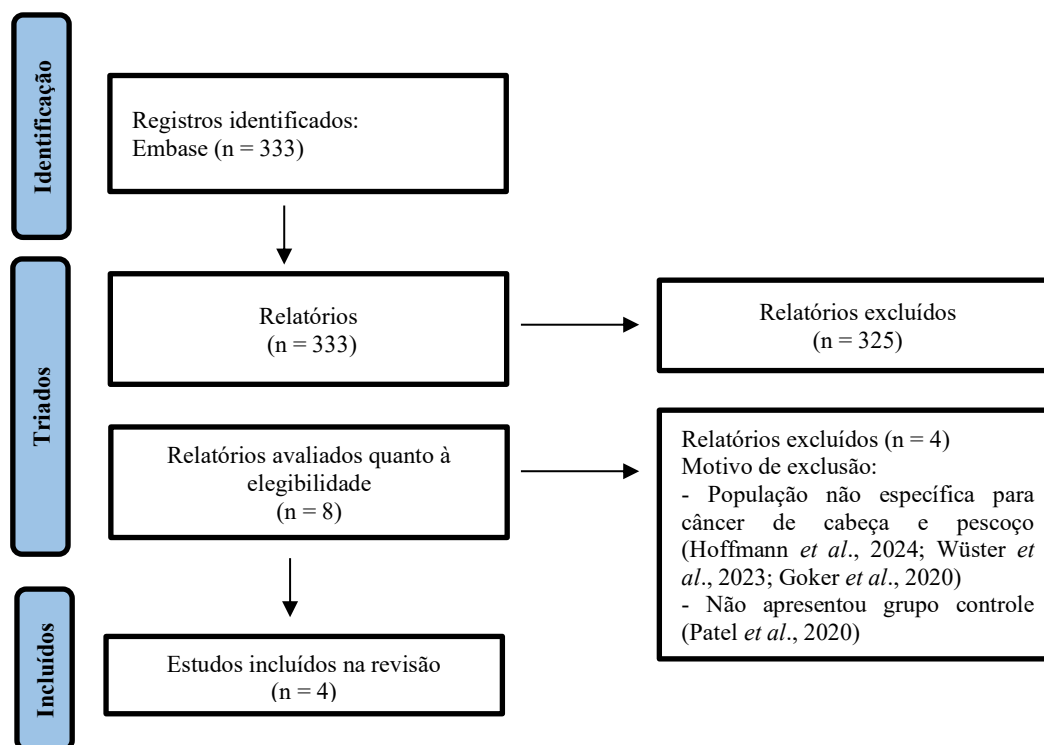 Identificação
Registros identificados:
Embase (n = 333)
Triados
Relatórios
(n = 333)
Relatórios excluídos
(n = 325)
Relatórios avaliados quanto à
elegibilidade
(n = 8)
Relatórios excluídos (n = 4)
Motivo de exclusão:
- População não específica para
câncer de cabeça e pescoço
(Hoffmann et al., 2024; Wüster et
al., 2023; Goker et al., 2020)
- Não apresentou grupo controle
(Patel et al., 2020)
Incluídos
Estudos incluídos na revisão
(n = 4)